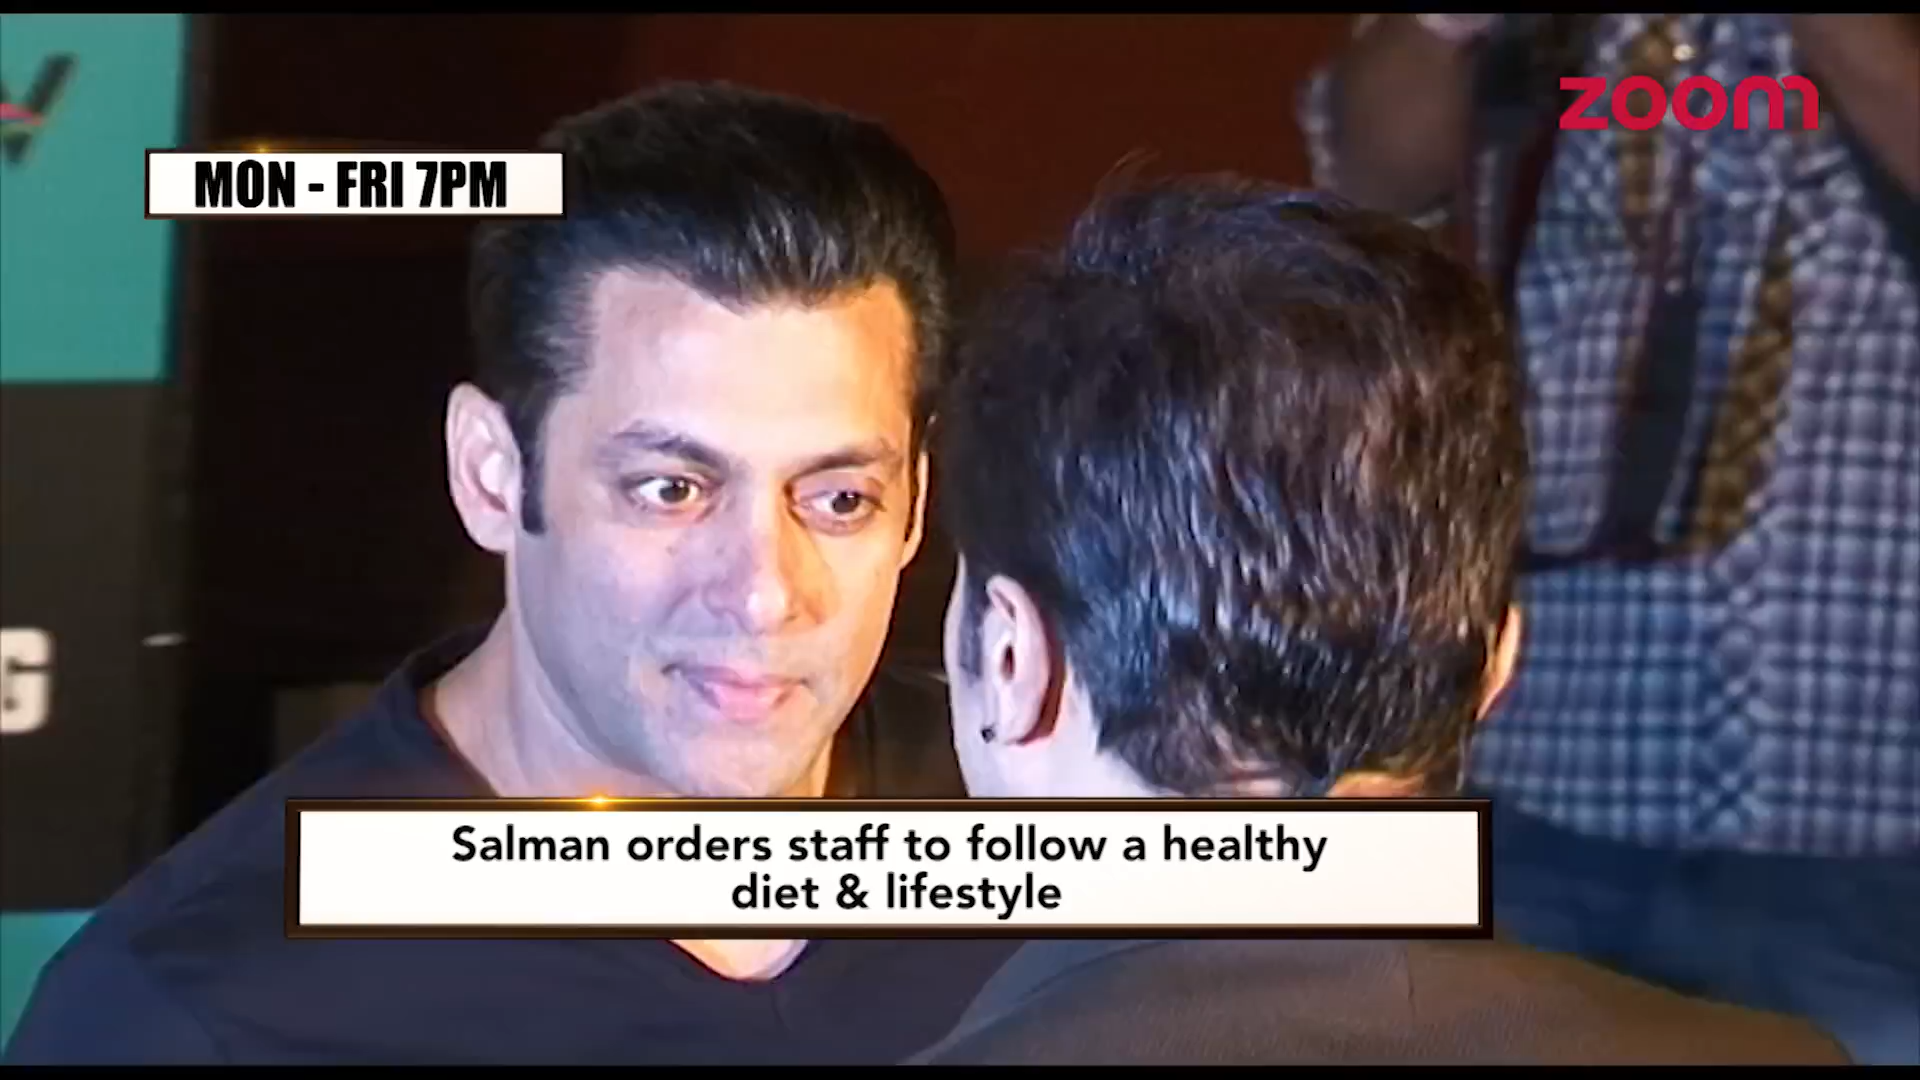 zoom
MON - FRI 7PM
G
Salman orders staff to follow a healthy
diet & lifestyle